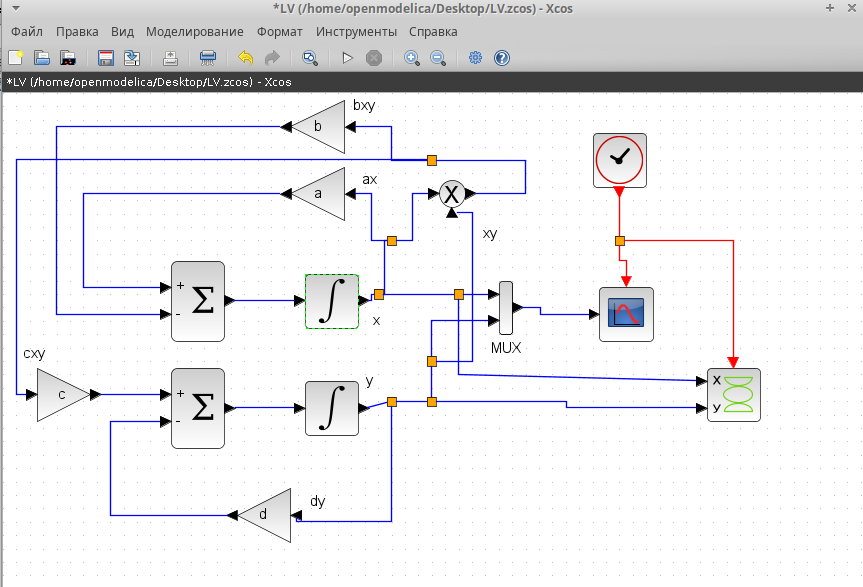 *LV (/home/openmodelica/Desktop/LV.zcos) - Xcos
Файл Правка Вид Моделирование Формат Инструменты Справка
*LV (/home/openmodelica/Desktop/LV.zcos) - Xcos
b
bxy
a
ax
X
xy
+
-
Σ
∫
x
MUX
cxy
c
+
-
Σ
∫
y
x
y
d
dy